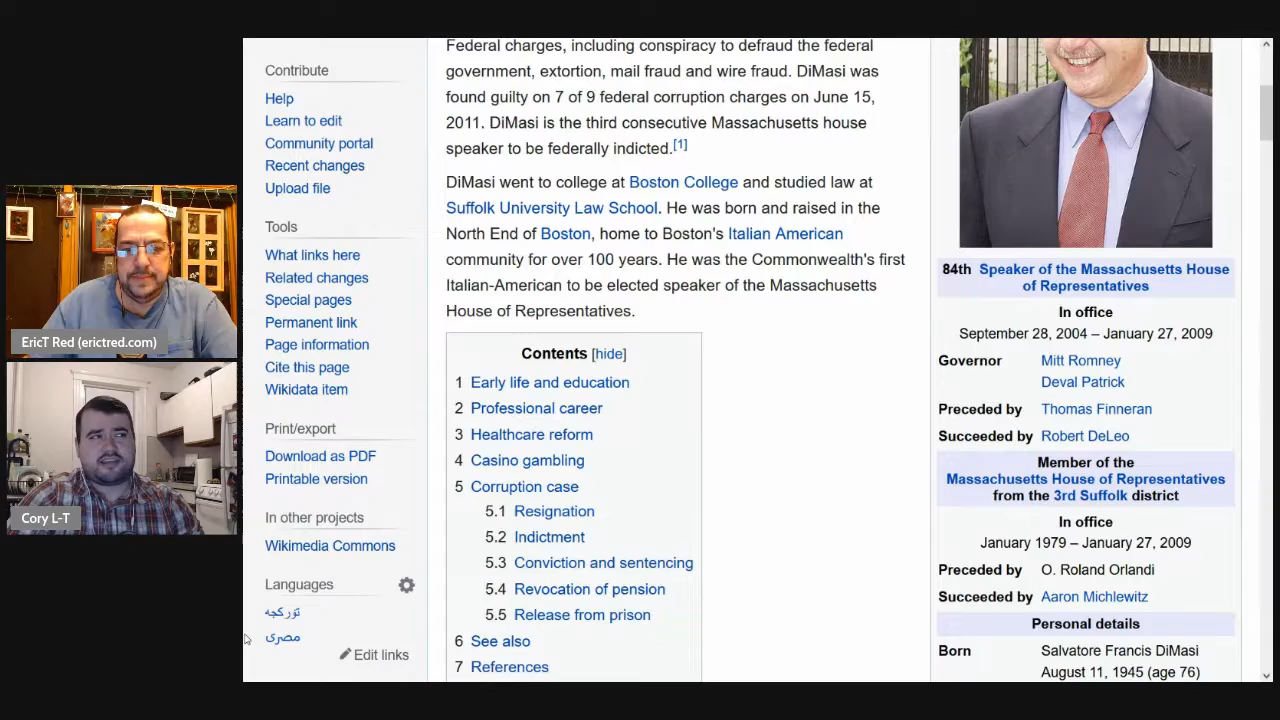 Contribute
Help
Learn to edit
Community portal
Recent changes
Upload file
Tools
What links here
Related changes
Special pages
Permanent link
Page information
Cite this page
Wikidata item
Print/export
Download as PDF
Printable version
In other projects
Wikimedia Commons
Languages
تۆرکجه
مصرى
Edit links
EricT Red (erictred.com)
Cory L-T
Federal charges, including conspiracy to defraud the federal
government, extortion, mail fraud and wire fraud. DiMasi was
found guilty on 7 of 9 federal corruption charges on June 15,
2011. DiMasi is the third consecutive Massachusetts house
speaker to be federally indicted.[1]
DiMasi went to college at Boston College and studied law at
Suffolk University Law School. He was born and raised in the
North End of Boston, home to Boston's Italian American
community for over 100 years. He was the Commonwealth's first
Italian-American to be elected speaker of the Massachusetts
House of Representatives.
Contents [hide]
1 Early life and education
2 Professional career
3 Healthcare reform
4 Casino gambling
5 Corruption case
5.1 Resignation
5.2 Indictment
5.3 Conviction and sentencing
5.4 Revocation of pension
5.5 Release from prison
6 See also
7 References
84th Speaker of the Massachusetts House
of Representatives
In office
September 28, 2004 – January 27, 2009
Governor Mitt Romney
Deval Patrick
Preceded by Thomas Finneran
Succeeded by Robert DeLeo
Member of the
Massachusetts House of Representatives
from the 3rd Suffolk district
In office
January 1979 – January 27, 2009
Preceded by O. Roland Orlandi
Succeeded by Aaron Michlewitz
Personal details
Born Salvatore Francis DiMasi
August 11, 1945 (age 76)